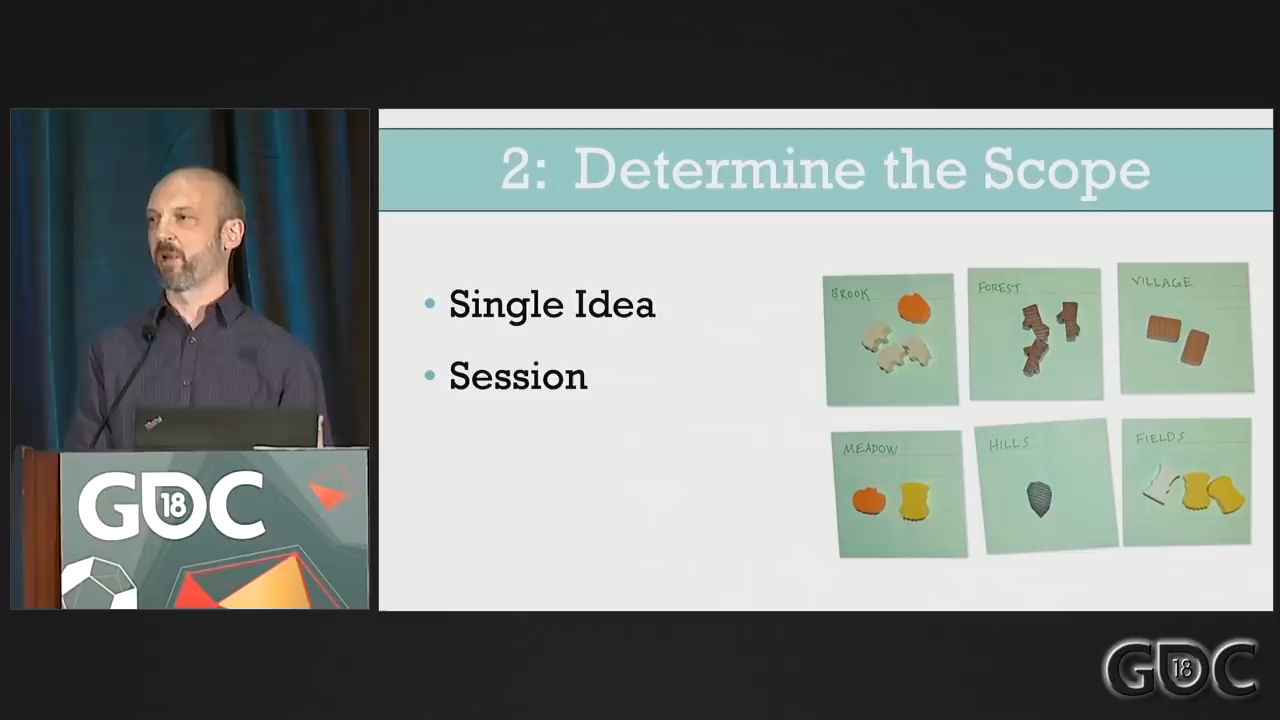 2: Determine the Scope
• Single Idea
• Session
BROOK
FOREST
VILLAGE
MEADOW
HILLS
FIELDS
GDC
18
GDC
18